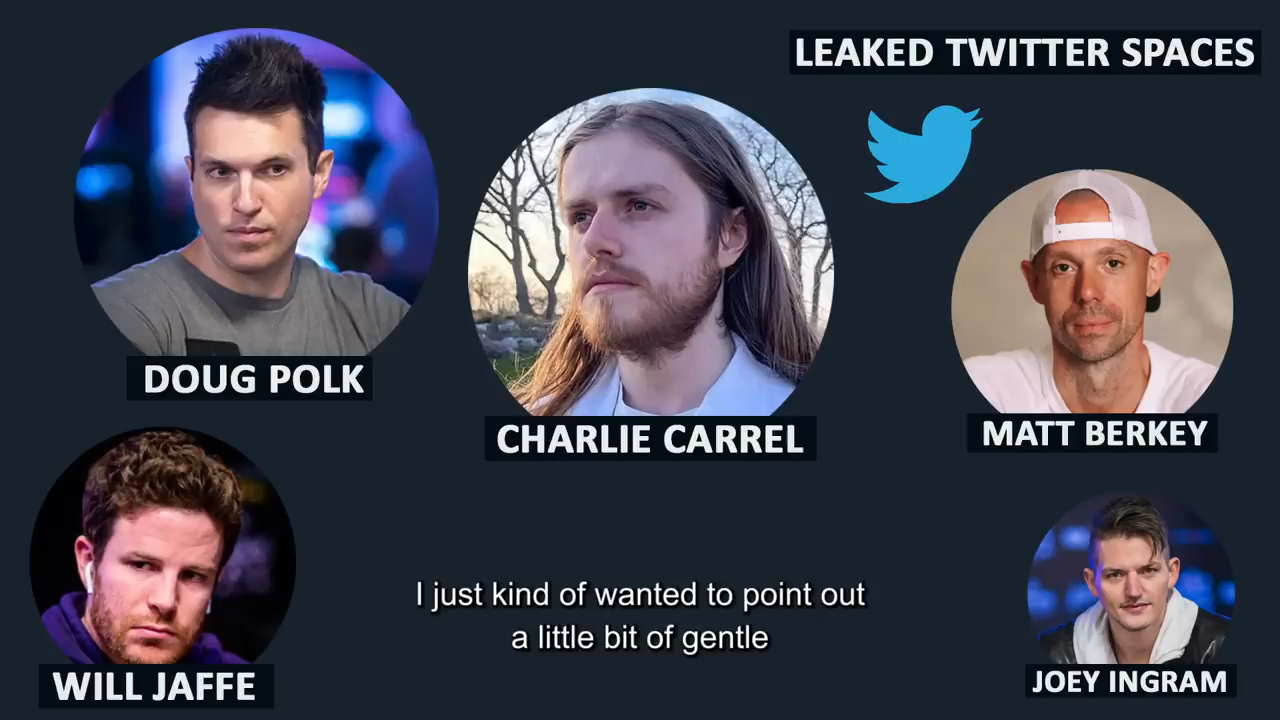 LEAKED TWITTER SPACES
DOUG POLK
CHARLIE CARREL
MATT BERKEY
I just kind of wanted to point out
a little bit of gentle
WILL JAFFE
JOEY INGRAM